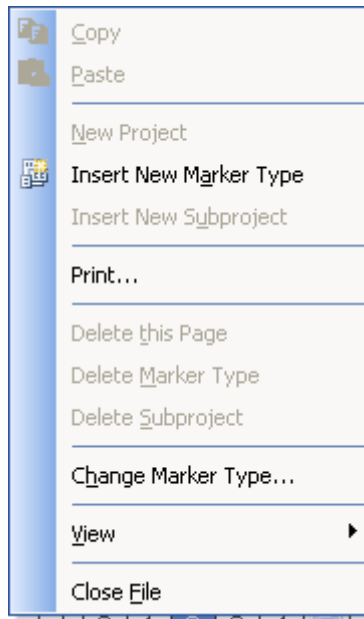 Copy
Paste
New Project
Insert New Marker Type
Insert New Subproject
Print...
Delete this Page
Delete Marker Type
Delete Subproject
Change Marker Type...
View
Close File